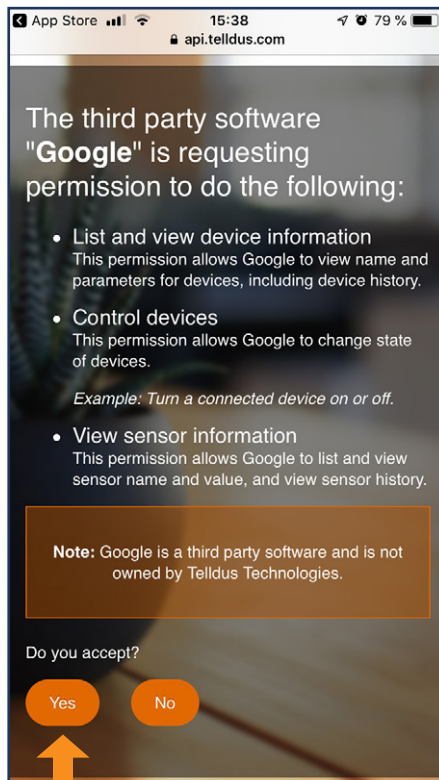 App Store 15:38 79 %
api.telldus.com
The third party software
"Google" is requesting
permission to do the following:
• List and view device information
This permission allows Google to view name and
parameters for devices, including device history.
• Control devices
This permission allows Google to change state
of devices.
Example: Turn a connected device on or off.
• View sensor information
This permission allows Google to list and view
sensor name and value, and view sensor history.
Note: Google is a third party software and is not
owned by Telldus Technologies.
Do you accept?
Yes No